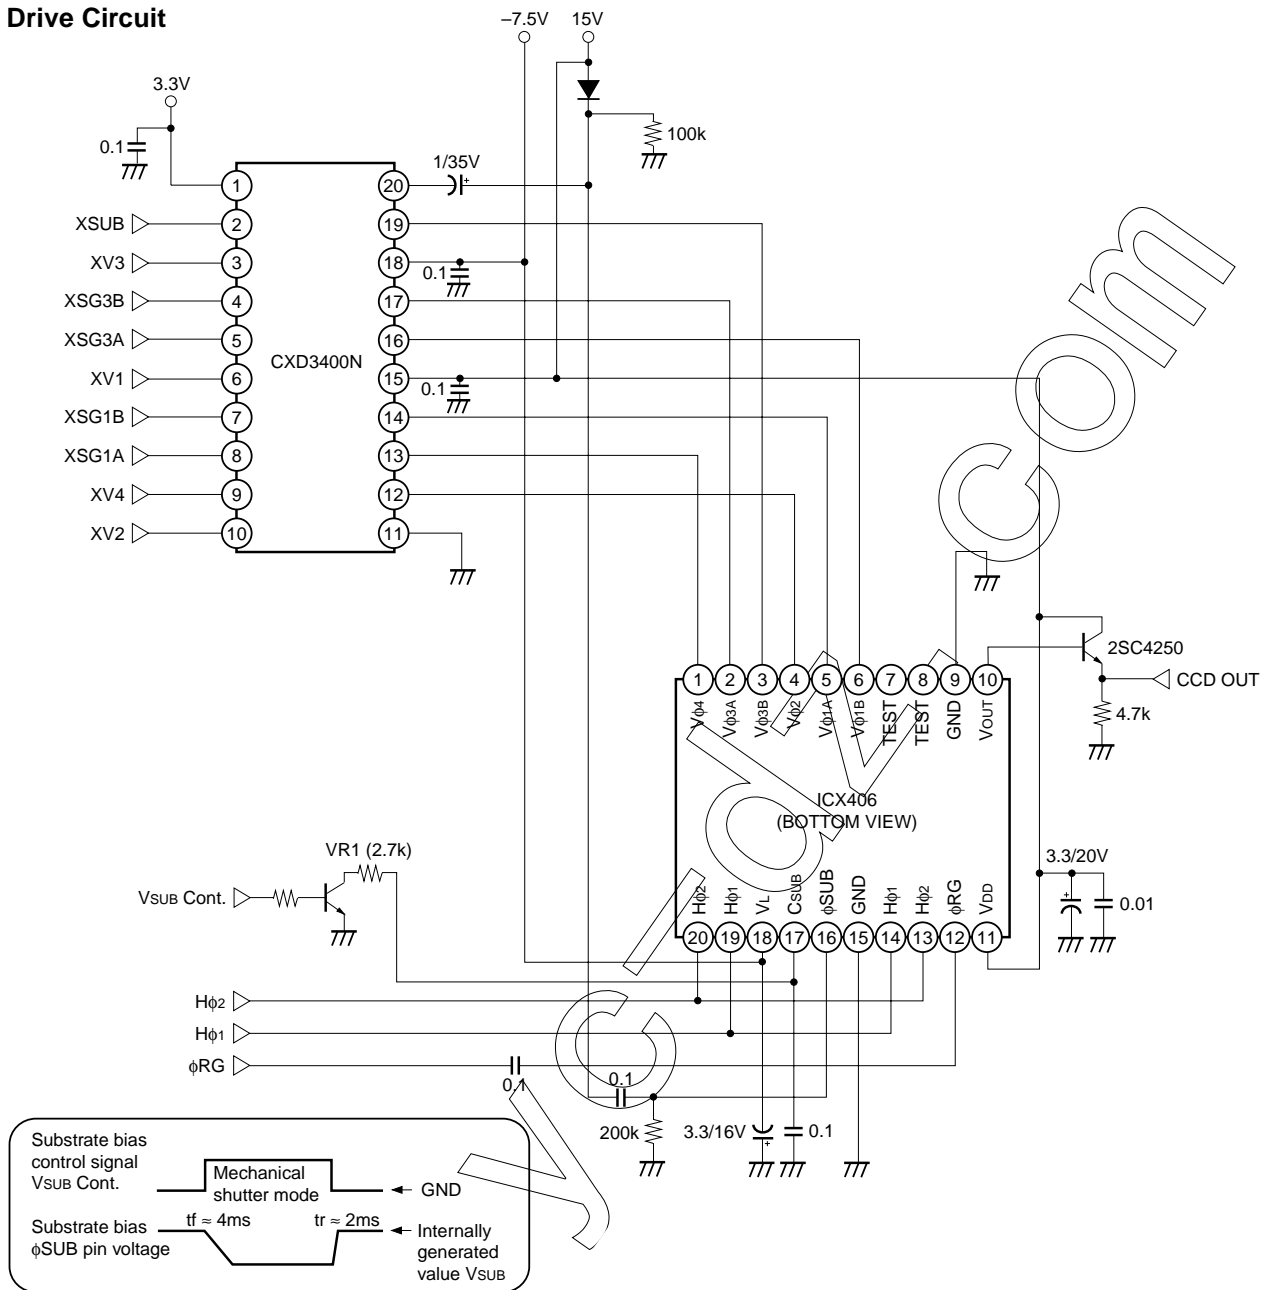 Drive Circuit
–7.5V
15V
3.3V
0.1
100k
1/35V
1
20
XSUB
2
19
XV3
3
18
0.1
XSG3B
4
17
XSG3A
5
16
CXD3400N
XV1
6
15
0.1
XSG1B
7
14
XSG1A
8
13
XV4
9
12
XV2
10
11
2SC4250
CCD OUT
4.7k
1 2 3 4 5 6 7 8 9 10
Vφ4 Vφ3A Vφ3B Vφ2 Vφ1A Vφ1B TEST TEST GND VOUT
ICX406
(BOTTOM VIEW)
VR1 (2.7k)
3.3/20V
VSUB Cont.
0.01
Hφ2 Hφ1 VL CSUB φSUB GND Hφ1 Hφ2 φRG VDD
20 19 18 17 16 15 14 13 12 11
Hφ2
Hφ1
φRG
0.1
0.1
200k
3.3/16V
0.1
Substrate bias
control signal
VSUB Cont.
Mechanical
shutter mode
GND
tf ≈ 4ms
tr ≈ 2ms
Substrate bias
φSUB pin voltage
Internally
generated
value VSUB
y c l d v . c o m